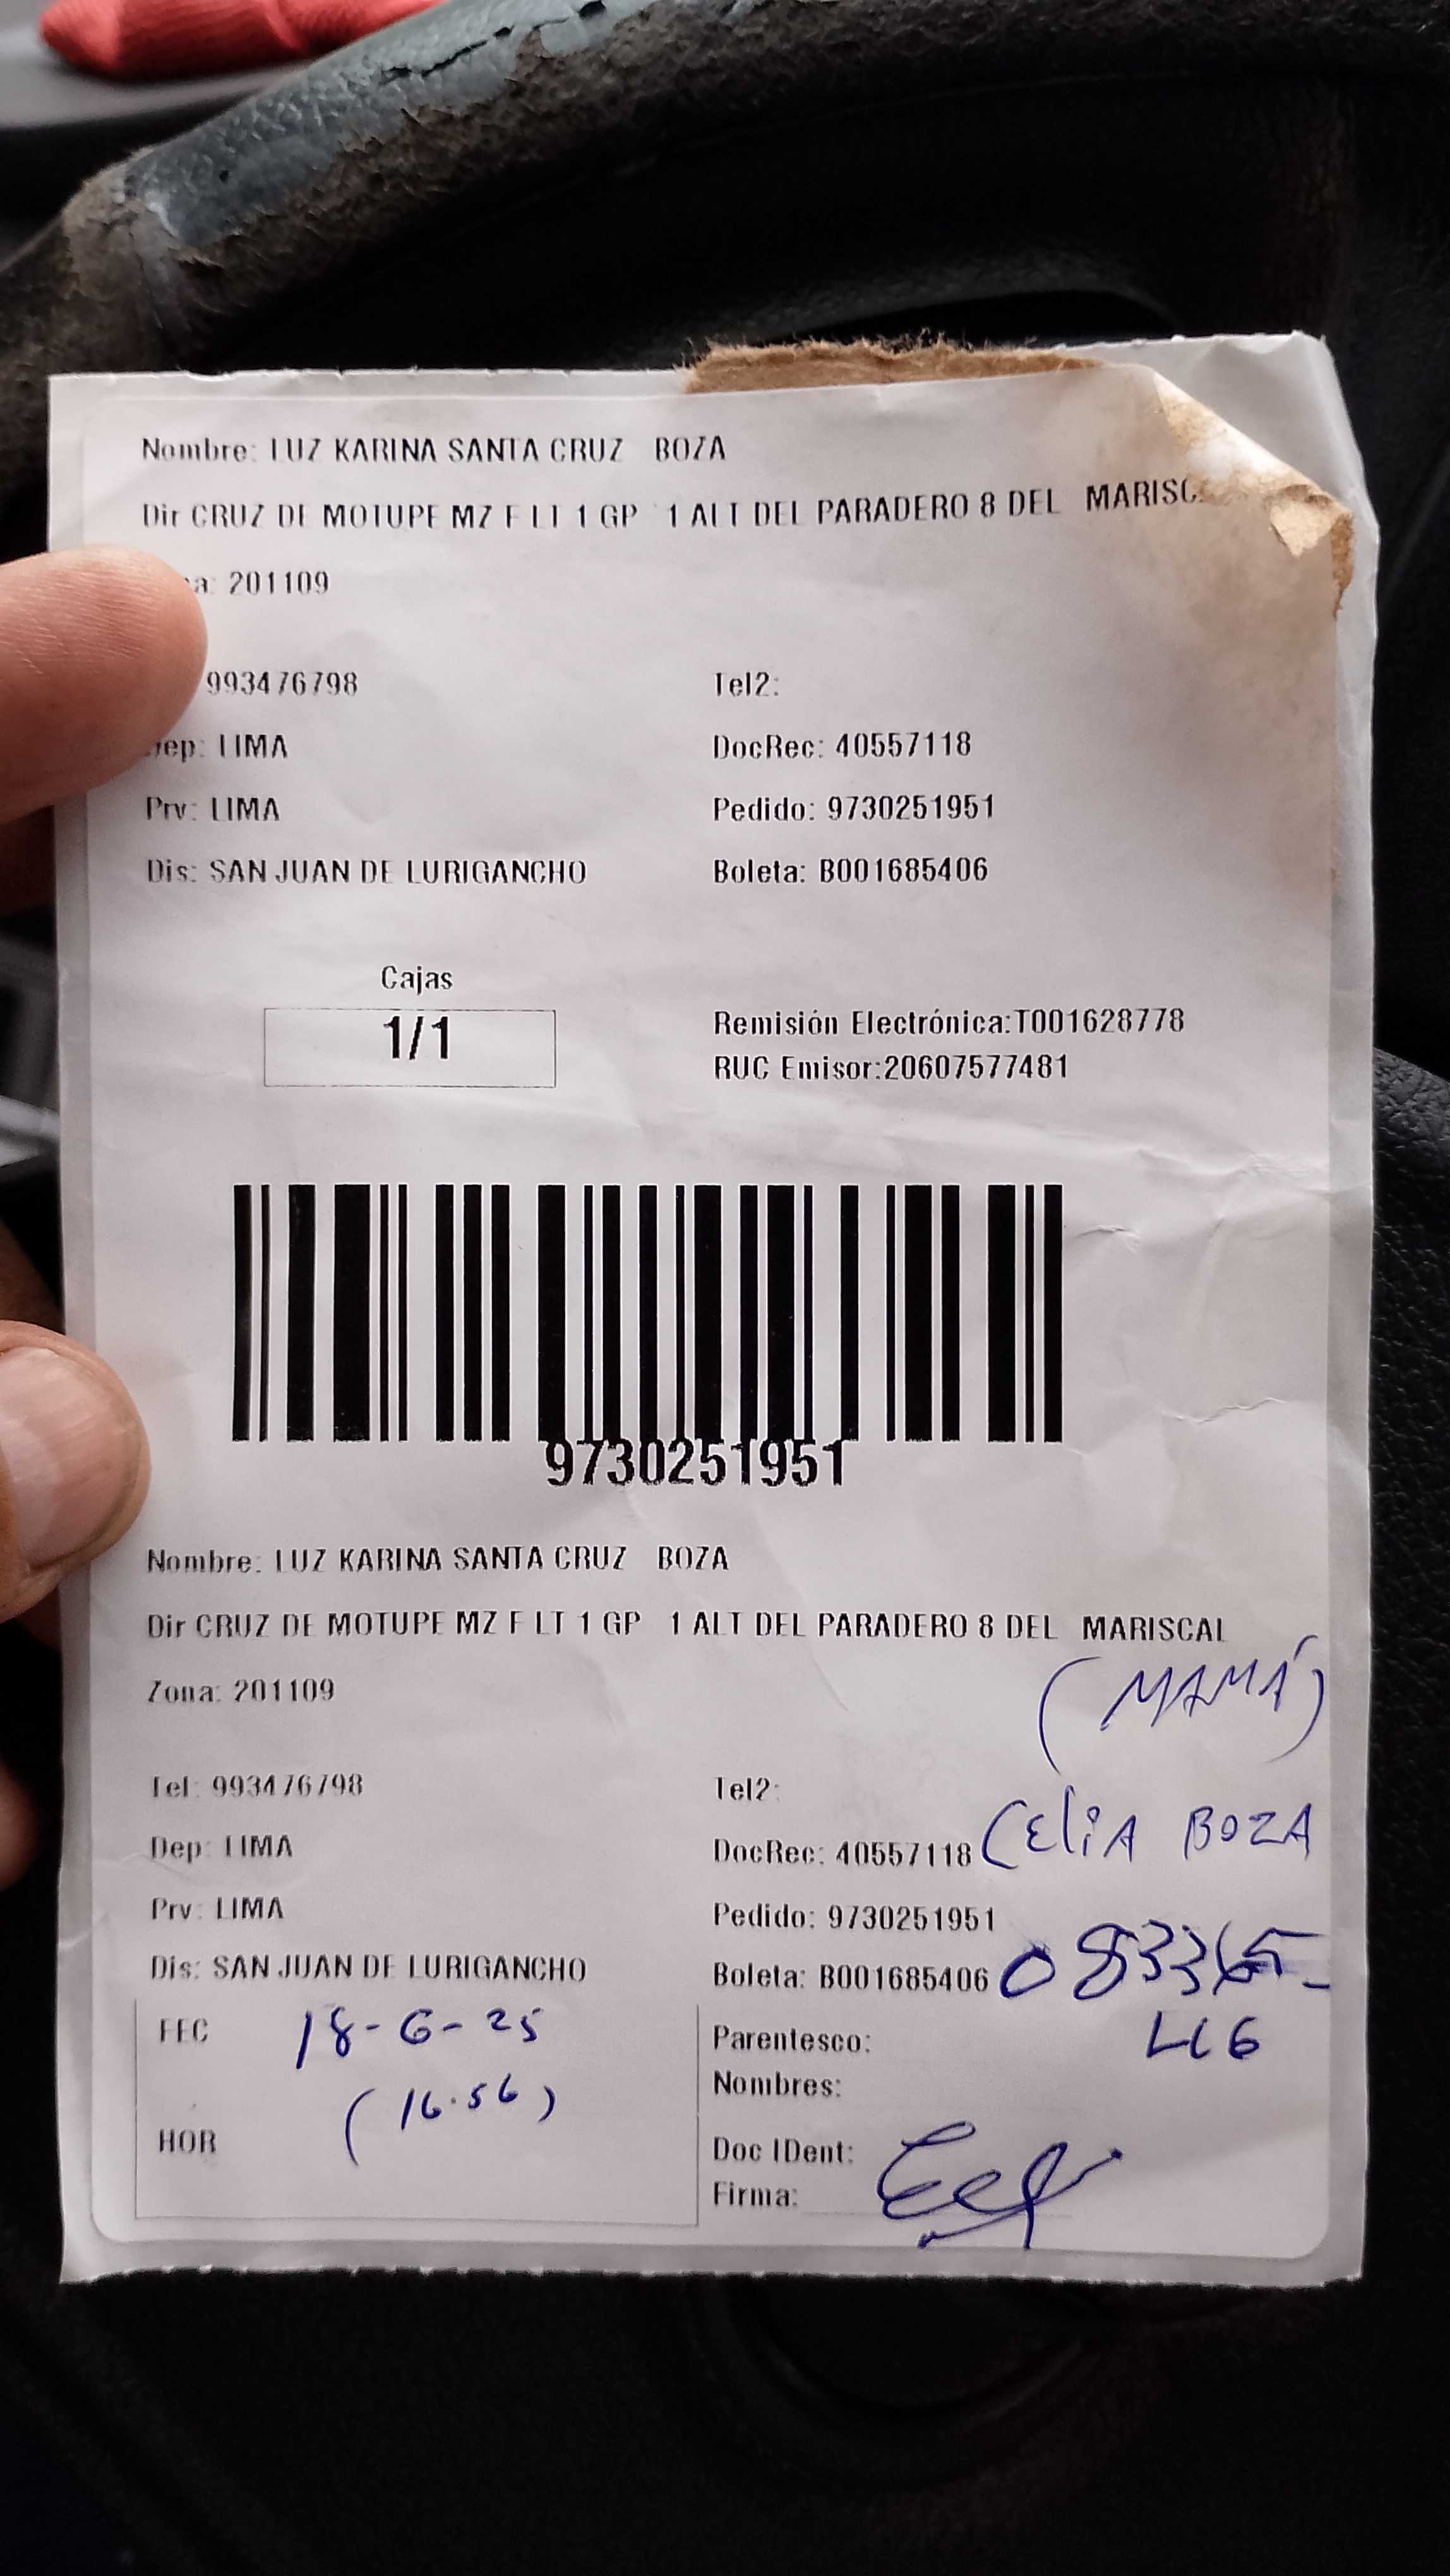 Nombre: LUZ KARINA SANTA CRUZ BOZA
Dir CRUZ DE MOTUPE MZ F LT 1 GP 1 ALT DEL PARADERO 8 DEL MARISC
a: 201109
993476798 Tel2:
Dep: LIMA DocRec: 40557118
Prv: LIMA Pedido: 9730251951
Dis: SAN JUAN DE LURIGANCHO Boleta: B001685406
Cajas
1/1
Remisión Electrónica:T001628778
RUC Emisor:20607577481
9730251951
Nombre: LUZ KARINA SANTA CRUZ BOZA
Dir CRUZ DE MOTUPE MZ F LT 1 GP 1 ALT DEL PARADERO 8 DEL MARISCAL
(MAMÁ)
Zona: 201109
Tel: 993476798 Tel2:
Dep: LIMA DocRec: 40557118 CELIA BOZA
Prv: LIMA Pedido: 9730251951
Dis: SAN JUAN DE LURIGANCHO Boleta: B001685406
FEC 18-6-25 Parentesco:
Nombres:
HOR (16.56) Doc IDent:
Firma: